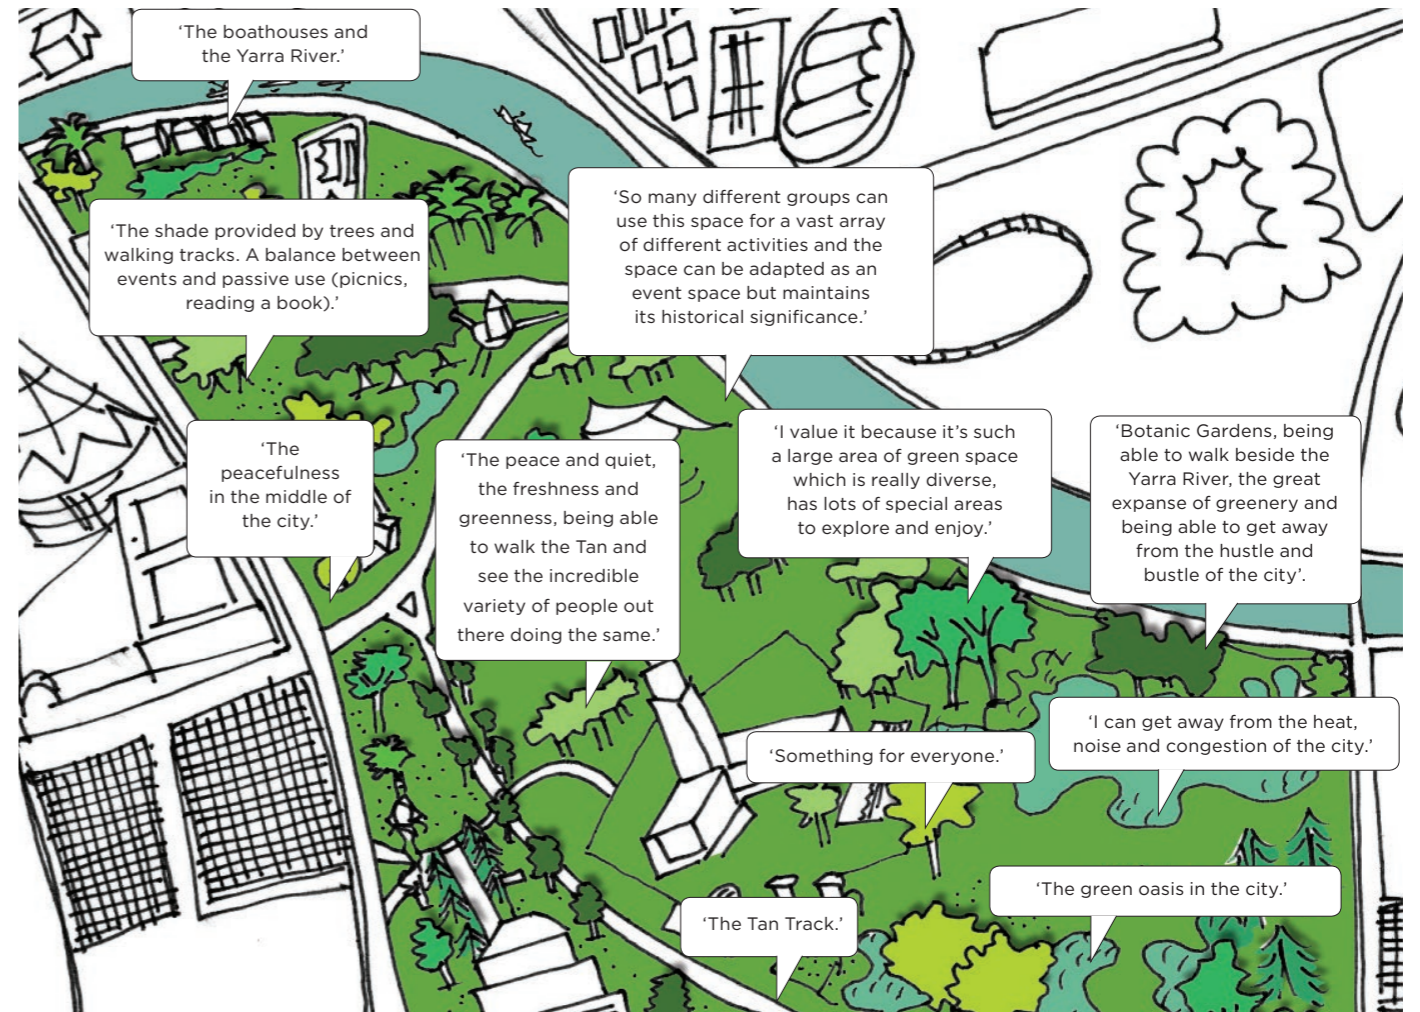 ‘The boathouses and
the Yarra River.’
‘The shade provided by trees and
walking tracks. A balance between
events and passive use (picnics,
reading a book).’
‘So many different groups can
use this space for a vast array
of different activities and the
space can be adapted as an
event space but maintains
its historical significance.’
‘The
peacefulness
in the middle of
the city.’
‘The peace and quiet,
the freshness and
greenness, being able
to walk the Tan and
see the incredible
variety of people out
there doing the same.’
‘I value it because it’s such
a large area of green space
which is really diverse,
has lots of special areas
to explore and enjoy.’
‘Botanic Gardens, being
able to walk beside the
Yarra River, the great
expanse of greenery and
being able to get away
from the hustle and
bustle of the city’.
‘I can get away from the heat,
noise and congestion of the city.’
‘Something for everyone.’
‘The green oasis in the city.’
‘The Tan Track.’